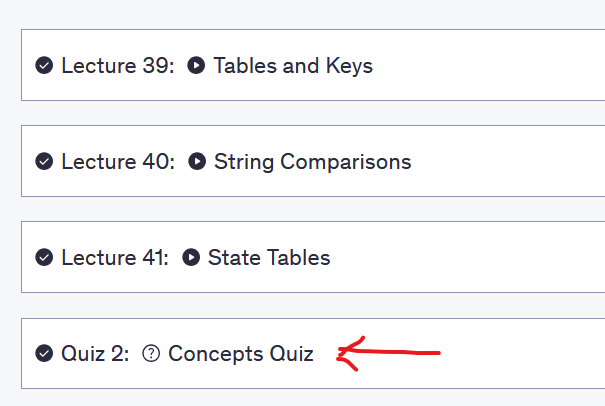 Lecture 39: Tables and Keys
Lecture 40: String Comparisons
Lecture 41: State Tables
Quiz 2: Concepts Quiz